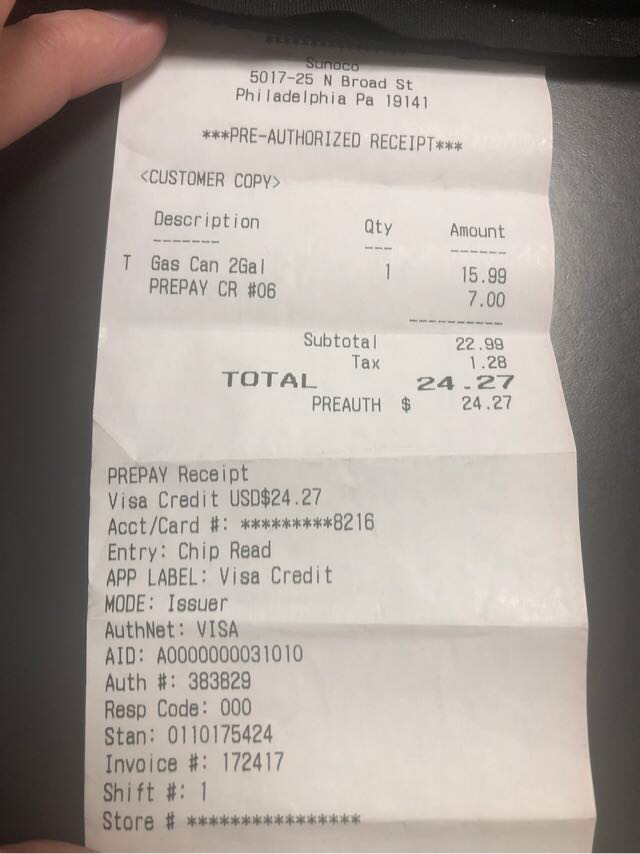 Sunoco
5017-25 N Broad St
Philadelphia Pa 19141
***PRE-AUTHORIZED RECEIPT***
<CUSTOMER COPY>
Description Qty Amount
------- --- ------
T Gas Can 2Gal 1 15.99
PREPAY CR #06 7.00
----------
Subtotal 22.99
Tax 1.28
TOTAL 24.27
PREAUTH $ 24.27
PREPAY Receipt
Visa Credit USD$24.27
Acct/Card #: *********8216
Entry: Chip Read
APP LABEL: Visa Credit
MODE: Issuer
AuthNet: VISA
AID: A0000000031010
Auth #: 383829
Resp Code: 000
Stan: 0110175424
Invoice #: 172417
Shift #: 1
Store # ****************